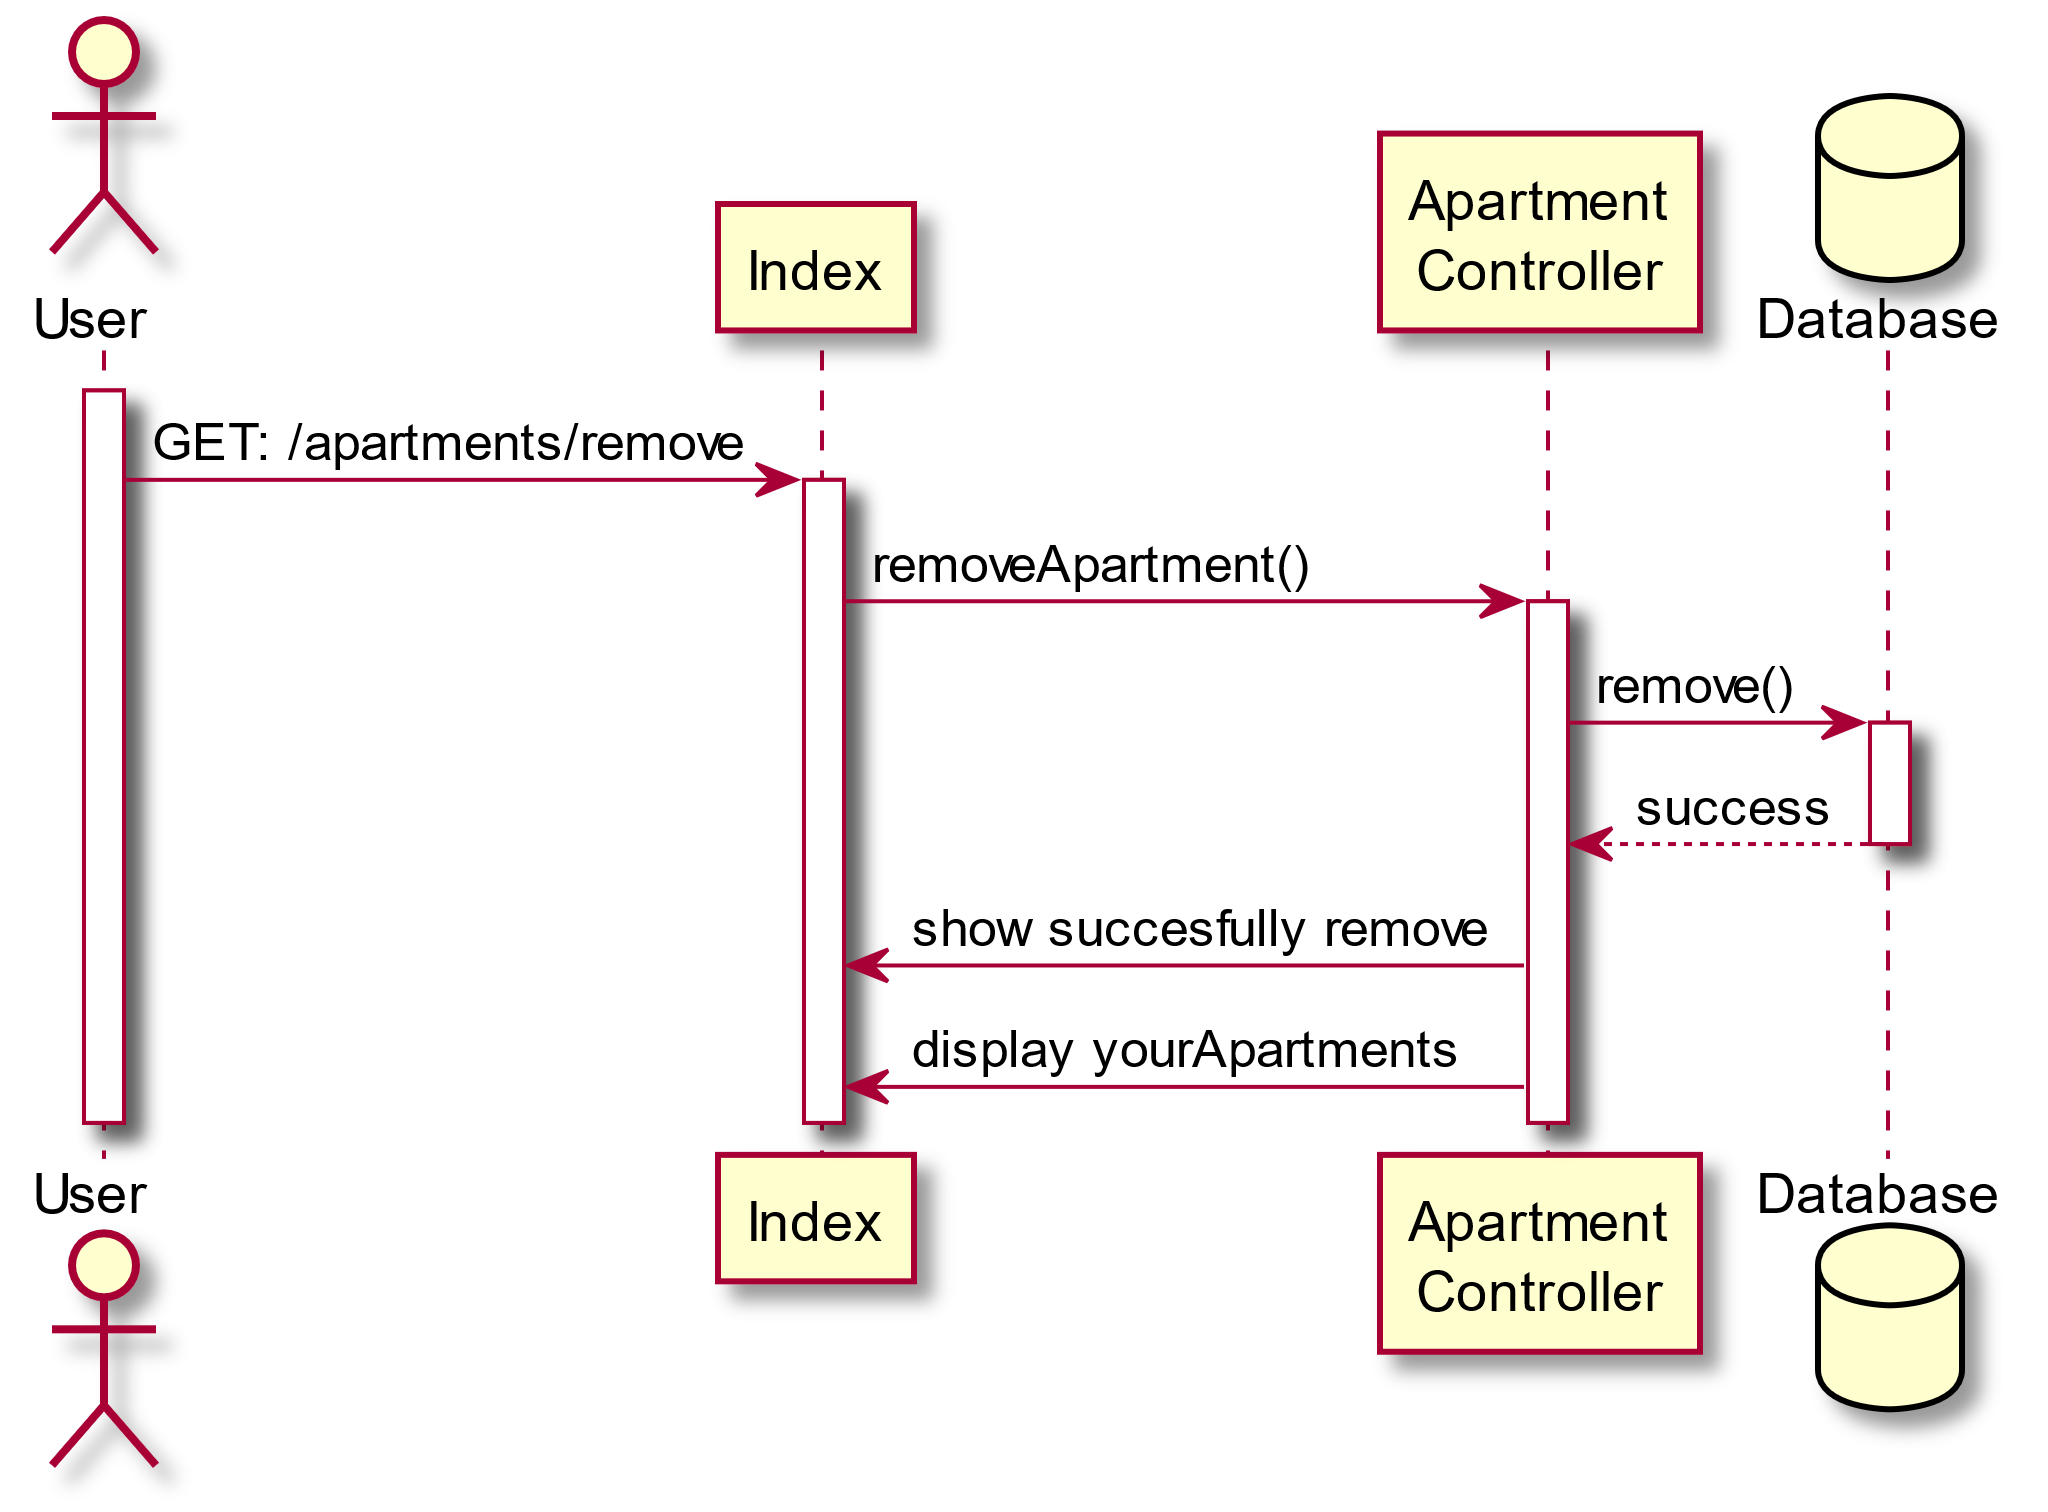 User
Index
Apartment
Controller
Database
GET: /apartments/remove
removeApartment()
remove()
success
show succesfully remove
display yourApartments
User
Index
Apartment
Controller
Database